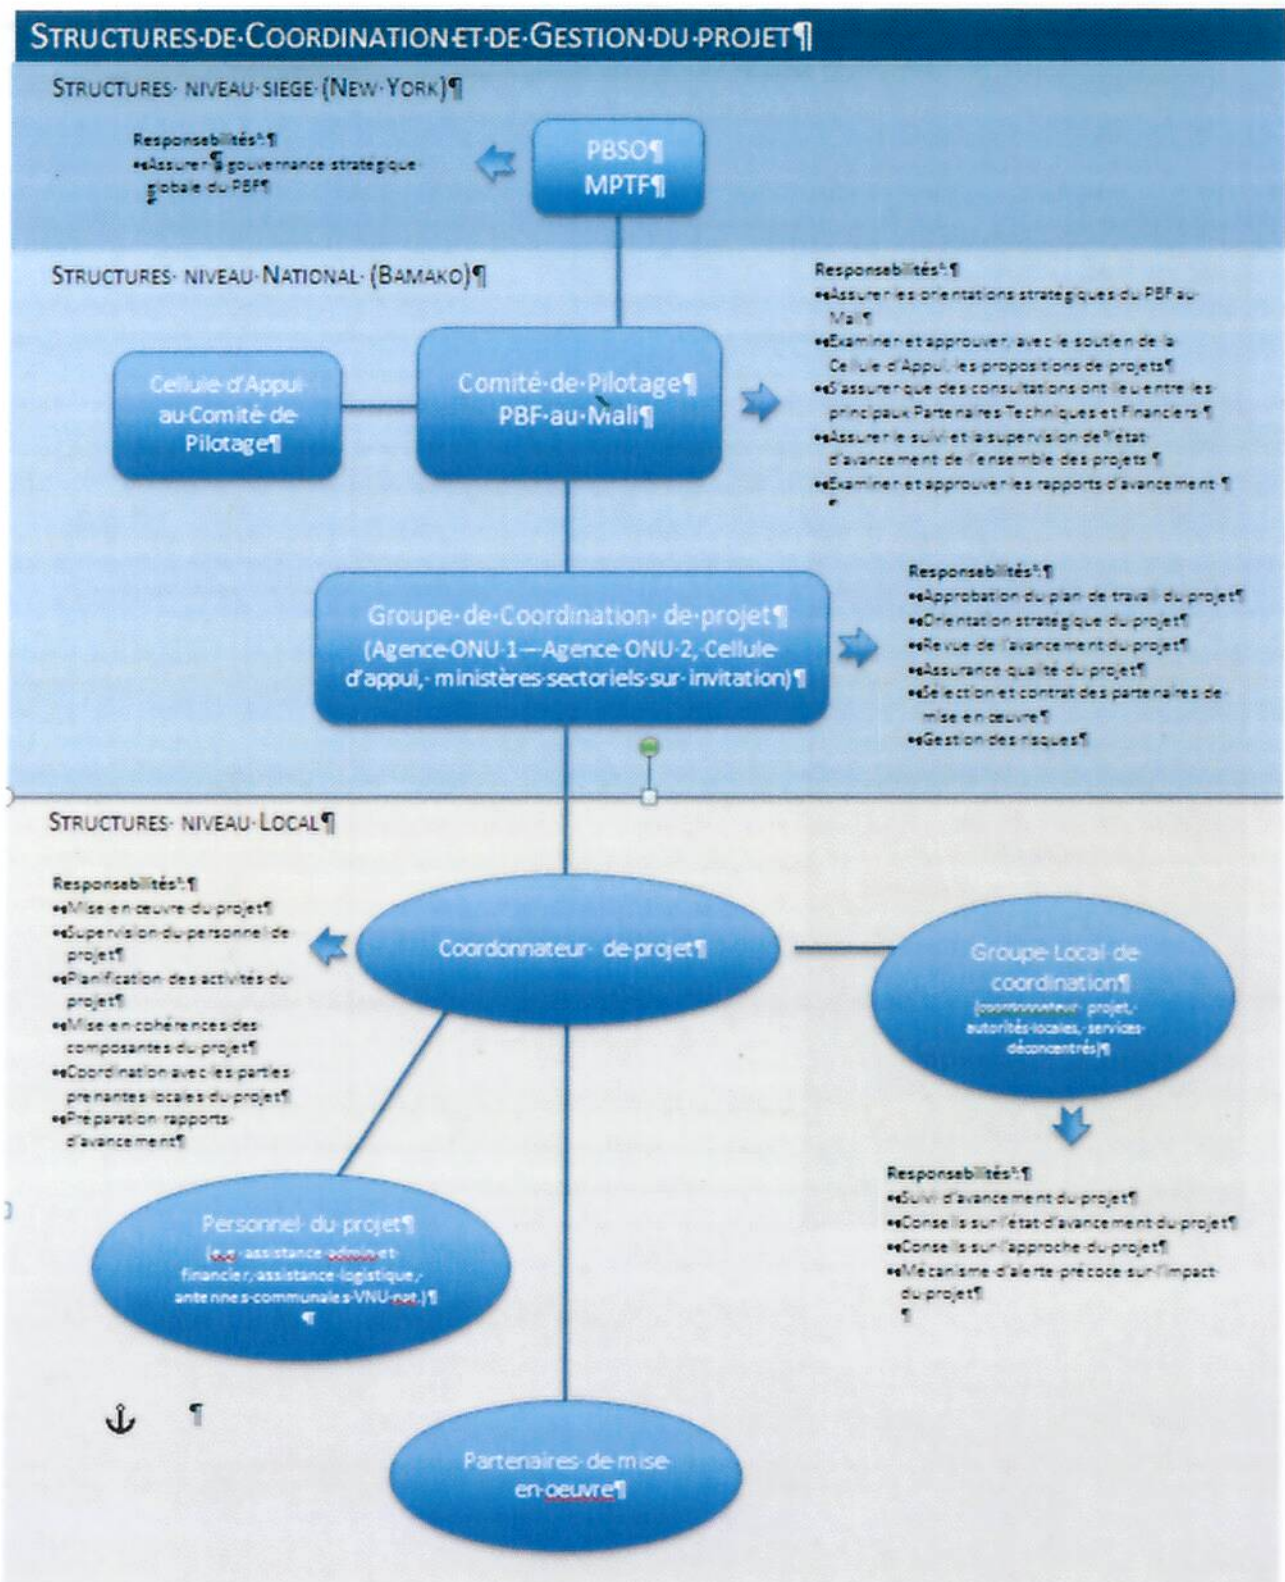 STRUCTURES·DE·COORDINATION·ET·DE·GESTION·DU·PROJET¶
STRUCTURES· NIVEAU·SIEGE·(NEW·YORK)¶
Responsabilités°:¶
Assurer·¶·gouvernance·stratégique·
globale·du·PBF¶
PBSO¶
MPTF¶
STRUCTURES· NIVEAU·NATIONAL· (BAMAKO)¶
Cellule·d'Appui·
au·Comité·de·
Pilotage¶
Comité·de·Pilotage¶
PBF·au·Mali¶
Responsabilités°:¶
Assurer·les·orientations·stratégiques·du·PBF·au·
Mali¶
Examiner·et·approuver,·avec·le·soutien·de·la·
Cellule·d'Appui,·les·propositions·de·projets¶
S'assurer·que·des·consultations·ont·lieu·entre·les·
principaux·Partenaires·Techniques·et·Financiers·¶
Assurer·le·suivi·et·la·supervision·de·l'état·
d'avancement·de·l'ensemble·des·projets·¶
Examiner·et·approuver·les·rapports·d'avancement·¶
¶
Groupe·de·Coordination· de·projet¶
(Agence·ONU·1—Agence·ONU·2,·Cellule·
d'appui,· ministères·sectoriels·sur·invitation)¶
Responsabilités°:¶
Approbation·du·plan·de·travail·du·projet¶
Orientation·stratégique·du·projet¶
Revue·de·l'avancement·du·projet¶
Assurance·qualité·du·projet¶
Sélection·et·contrat·des·partenaires·de·
mise·en·œuvre¶
Gestion·des·risques¶
STRUCTURES· NIVEAU·LOCAL¶
Responsabilités°:¶
Mise·en·œuvre·du·projet¶
Supervision·du·personnel·de·
projet¶
Planification·des·activités·du·
projet¶
Mise·en·cohérences·des·
composantes·du·projet¶
Coordination·avec·les·parties·
prenantes·locales·du·projet¶
Préparation·rapports·
d'avancement¶
Coordonnateur· de·projet¶
Groupe·Local·de·
coordination¶
(coordonnateur· projet,·
autorités·locales,·services·
déconcentrés)¶
Responsabilités°:¶
Suivi·d'avancement·du·projet¶
Conseils·sur·l'état·d'avancement·du·projet¶
Conseils·sur·l'approche·du·projet¶
Mécanisme·d'alerte·précoce·sur·l'impact·
du·projet¶
¶
Personnel·du·projet¶
(e.g·assistance·admin·et·
financier,·assistance·logistique,·
antennes·communales·VNU·nat.)¶
¶
¶
Partenaires·de·mise·
en·oeuvre¶